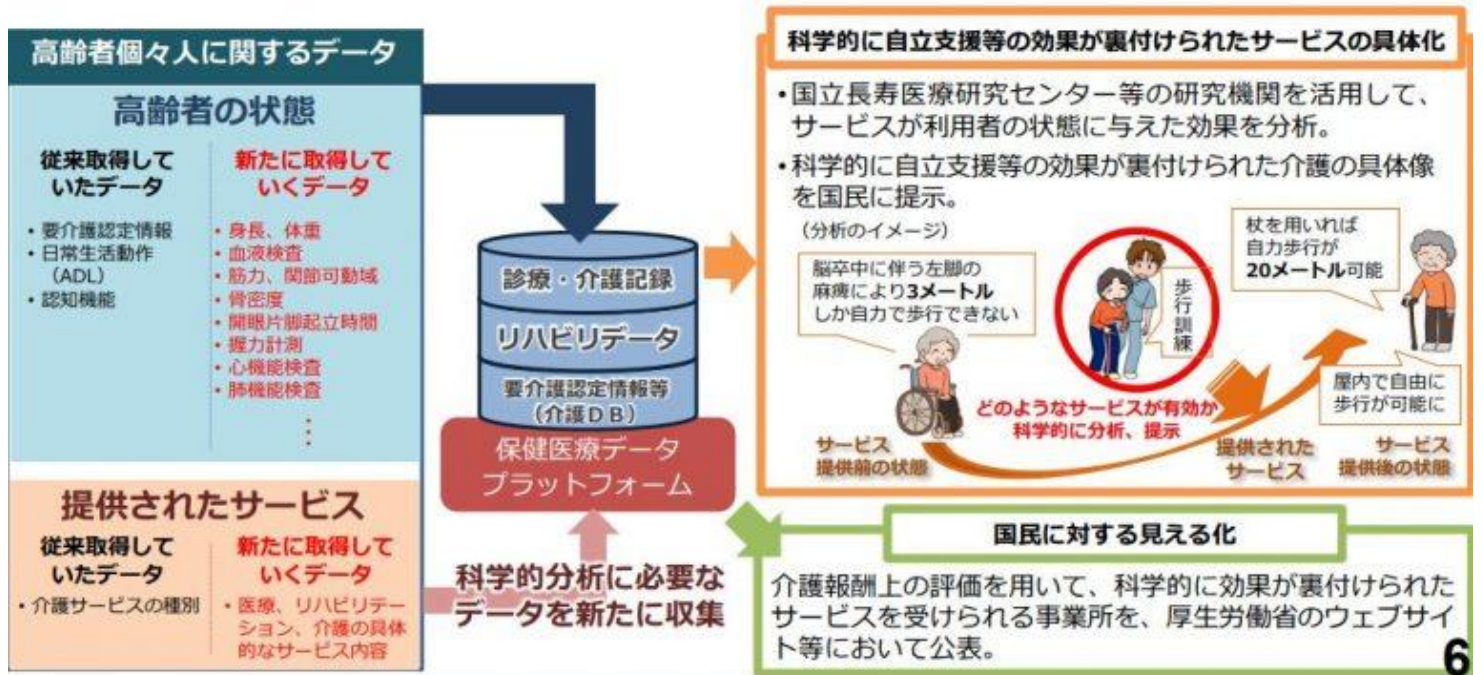 高齢者個々人に関するデータ
高齢者の状態
従来取得して
いたデータ
・要介護認定情報
・日常生活動作
(ADL)
・認知機能
新たに取得して
いくデータ
・身長、体重
・血液検査
・筋力、関節可動域
・骨密度
・開眼片脚起立時間
・握力計測
・心機能検査
・肺機能検査
⋮
提供されたサービス
従来取得して
いたデータ
・介護サービスの種別
新たに取得して
いくデータ
・医療、リハビリテー
ション、介護の具体
的なサービス内容
診療・介護記録
リハビリデータ
要介護認定情報等
(介護DB)
保健医療データ
プラットフォーム
科学的分析に必要な
データを新たに収集
科学的に自立支援等の効果が裏付けられたサービスの具体化
・国立長寿医療研究センター等の研究機関を活用して、
サービスが利用者の状態に与えた効果を分析。
・科学的に自立支援等の効果が裏付けられた介護の具体像
を国民に提示。
(分析のイメージ)
脳卒中に伴う左脚の
麻痺により3メートル
しか自力で歩行できない
歩行訓練
杖を用いれば
自力歩行が
20メートル可能
屋内で自由に
歩行が可能に
どのようなサービスが有効か
科学的に分析、提示
サービス
提供前の状態
提供された
サービス
サービス
提供後の状態
国民に対する見える化
介護報酬上の評価を用いて、科学的に効果が裏付けられた
サービスを受けられる事業所を、厚生労働省のウェブサイ
ト等において公表。
6